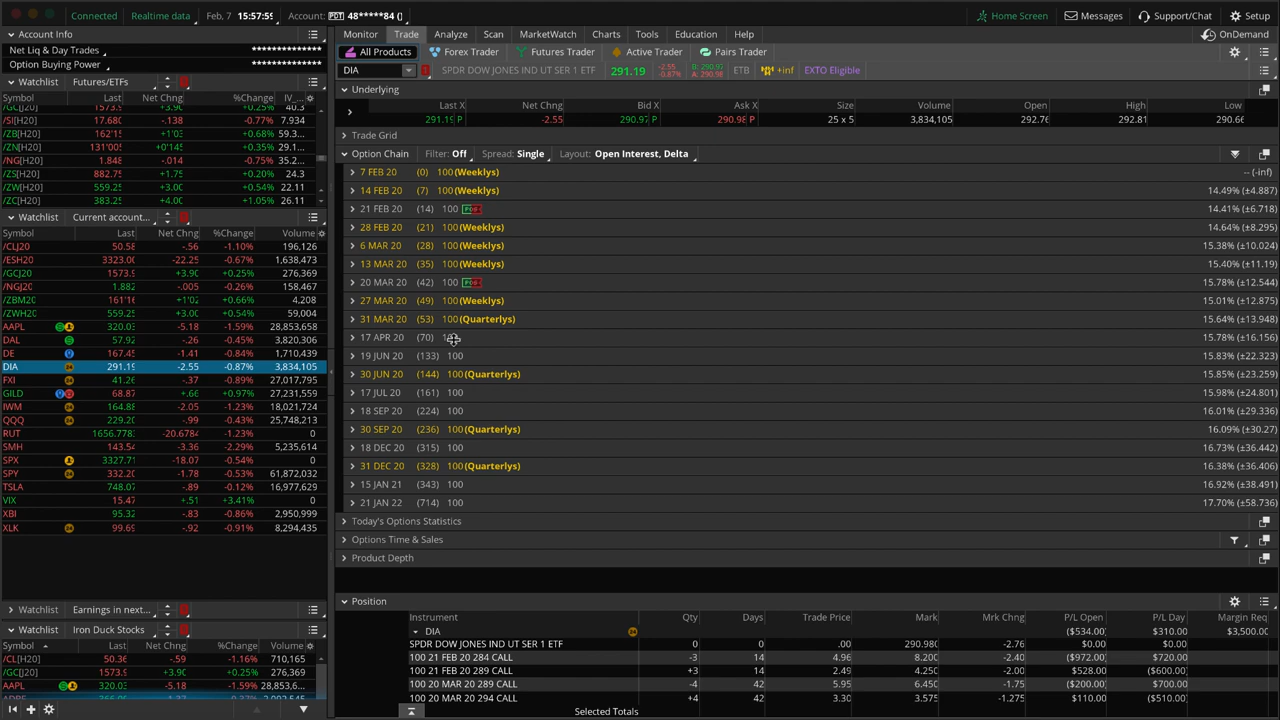 Connected Realtime data Feb. 7 15:57:59 Account: PDT 48*****84 () Home Screen Messages Support/Chat Setup
Account Info
Net Liq & Day Trades **************
Option Buying Power **************
Watchlist Futures/ETFs
Symbol Last Net Chng %Change IV_...
/SI[H20] 17.680 -.138 -0.77% 7.934
/ZB[H20] 162'15 +1'03 +0.68% 59.3...
/ZN[H20] 131'005 +0'145 +0.35% 29.1...
/NG[H20] 1.848 -.014 -0.75% 35.2...
/ZS[H20] 882.75 +1.75 +0.20% 24.3
/ZW[H20] 559.25 +3.00 +0.54% 22.11
/ZC[H20] +4.00 +1.05% 26.11
Watchlist Current account...
Symbol Last Net Chng %Change Volume
/CLJ20 50.58 -.56 -1.10% 196,126
/ESH20 3323.00 -22.25 -0.67% 1,638,473
/GCJ20 1573.9 +3.90 +0.25% 276,369
/NGJ20 1.882 -.005 -0.26% 158,467
/ZBM20 161'16 +1'02 +0.66% 4,208
/ZWH20 559.25 +3.00 +0.54%
AAPL 320.03 -5.18 -1.59% 28,853,658
DAL 57.92 -.26 -0.45% 3,820,306
DE 167.45 -1.41 -0.84% 1,710,439
DIA 291.19 -2.55 -0.87% 3,834,105
FXI 41.26 -.37 -0.89% 27,017,795
GILD 68.87 +.66 +0.97% 27,231,559
IWM 164.88 -2.05 -1.23% 18,021,724
QQQ 229.20 -.99 -0.43% 25,748,213
RUT 1656.7783 -20.6784 -1.23% 0
SMH 143.54 -3.36 -2.29% 5,235,614
SPX 3327.71 -18.07 -0.54% 0
SPY 332.20 -1.78 -0.53% 61,872,032
TSLA 748.07 -.89 -0.12% 16,977,629
VIX 15.47 +.51 +3.41% 0
XBI 95.32 -.83 -0.86% 2,950,999
XLK 99.69 -.92 -0.91% 8,294,435
Watchlist Earnings in next...
Watchlist Iron Duck Stocks
Symbol Last Net Chng %Change Volume
/CL[H20] 50.36 -.59 -1.16% 710,165
/GC[J20] 1573.9 +3.90 +0.25% 276,369
AAPL 320.03 -5.18 -1.59% 28,853,6...
Monitor Trade Analyze Scan MarketWatch Charts Tools Education Help OnDemand
All Products Forex Trader Futures Trader Active Trader Pairs Trader
DIA SPDR DOW JONES IND UT SER 1 ETF 291.19 -2.55 -0.87% B: 290.97 A: 290.98 ETB +inf EXTO Eligible
Underlying
Last X Net Chng Bid X Ask X Size Volume Open High Low
291.19 P -2.55 290.97 P 290.98 P 25 x 5 3,834,105 292.76 292.81 290.66
Trade Grid
Option Chain Filter: Off Spread: Single Layout: Open Interest, Delta
7 FEB 20 (0) 100 (Weeklys) -- (-inf)
14 FEB 20 (7) 100 (Weeklys) 14.49% (±4.887)
21 FEB 20 (14) 100 14.41% (±6.718)
28 FEB 20 (21) 100 (Weeklys) 14.64% (±8.295)
6 MAR 20 (28) 100 (Weeklys) 15.38% (±10.024)
13 MAR 20 (35) 100 (Weeklys) 15.40% (±11.19)
20 MAR 20 (42) 100 15.78% (±12.544)
27 MAR 20 (49) 100 (Weeklys) 15.01% (±12.875)
31 MAR 20 (53) 100 (Quarterlys) 15.64% (±13.948)
17 APR 20 (70) 15.78% (±16.156)
19 JUN 20 (133) 100 15.83% (±22.323)
30 JUN 20 (144) 100 (Quarterlys) 15.85% (±23.259)
17 JUL 20 (161) 100 15.98% (±24.801)
18 SEP 20 (224) 100 16.01% (±29.336)
30 SEP 20 (236) 100 (Quarterlys) 16.09% (±30.27)
18 DEC 20 (315) 100 16.73% (±36.442)
31 DEC 20 (328) 100 (Quarterlys) 16.38% (±36.406)
15 JAN 21 (343) 100 16.92% (±38.491)
21 JAN 22 (714) 100 17.70% (±58.736)
Today's Options Statistics
Options Time & Sales
Product Depth
Position
Instrument Qty Days Trade Price Mark Mrk Chng P/L Open P/L Day Margin Req
DIA ($534.00) $310.00 $3,500.00
SPDR DOW JONES IND UT SER 1 ETF 0 0 .00 290.980 -2.76 $0.00 $0.00
100 21 FEB 20 284 CALL -3 14 4.96 8.200 -2.40 ($972.00) $720.00
100 21 FEB 20 289 CALL +3 14 2.49 4.250 -2.00 $528.00 ($600.00)
100 20 MAR 20 289 CALL -4 42 5.95 6.450 -1.75 ($200.00) $700.00
100 20 MAR 20 294 CALL +4 42 3.30 3.575 -1.275 $110.00 ($510.00)
Selected Totals